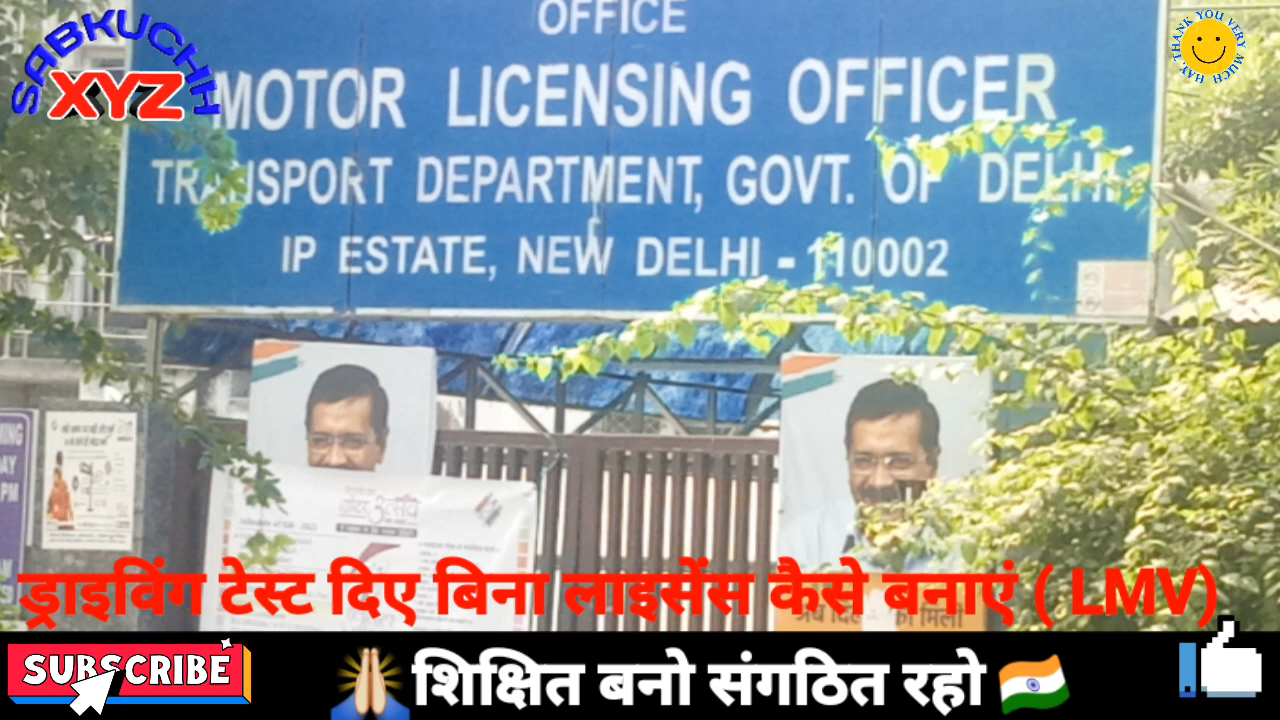 SABKUCHH
XYZ
THANK YOU VERY MUCH HAY
OFFICE
MOTOR LICENSING OFFICER
TRANSPORT DEPARTMENT, GOVT. OF DELHI
IP ESTATE, NEW DELHI - 110002
ड्राइविंग टेस्ट दिए बिना लाइसेंस कैसे बनाएं ( LMV)
SUBSCRIBE
शिक्षित बनो संगठित रहो